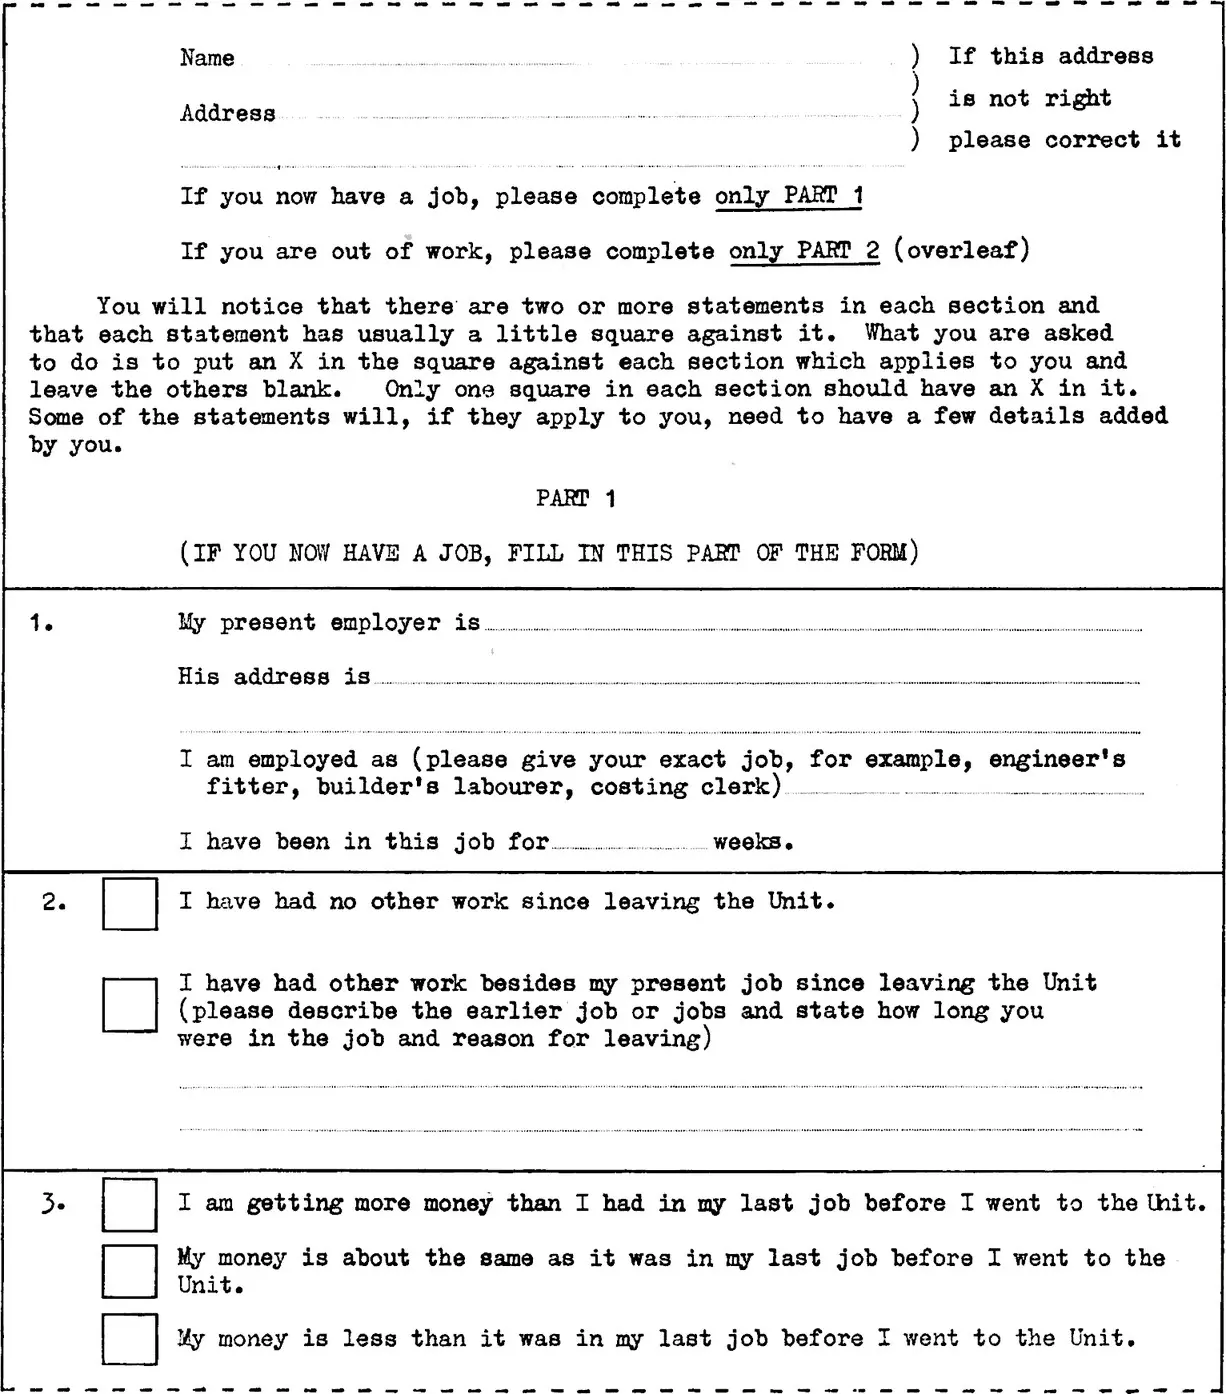 Name ) If this address
)
) is not right
Address )
) please correct it
If you now have a job, please complete only PART 1
If you are out of work, please complete only PART 2 (overleaf)
You will notice that there are two or more statements in each section and
that each statement has usually a little square against it. What you are asked
to do is to put an X in the square against each section which applies to you and
leave the others blank. Only one square in each section should have an X in it.
Some of the statements will, if they apply to you, need to have a few details added
by you.
PART 1
(IF YOU NOW HAVE A JOB, FILL IN THIS PART OF THE FORM)
1. My present employer is
His address is
I am employed as (please give your exact job, for example, engineer's
fitter, builder's labourer, costing clerk)
I have been in this job for weeks.
2. I have had no other work since leaving the Unit.
I have had other work besides my present job since leaving the Unit
(please describe the earlier job or jobs and state how long you
were in the job and reason for leaving)
3. I am getting more money than I had in my last job before I went to the Unit.
My money is about the same as it was in my last job before I went to the
Unit.
My money is less than it was in my last job before I went to the Unit.